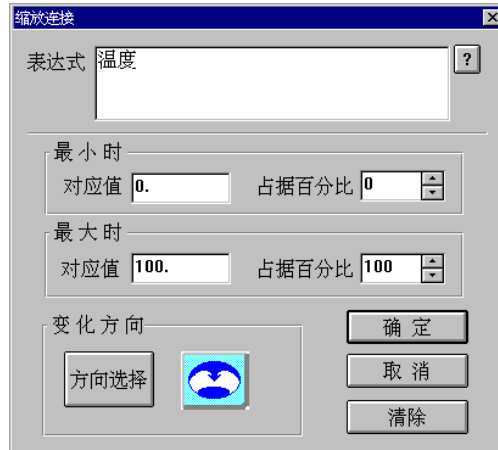 缩放连接
表达式 温度 ?
最小时
对应值 0. 占据百分比 0
最大时
对应值 100. 占据百分比 100
变化方向
方向选择
确定
取消
清除